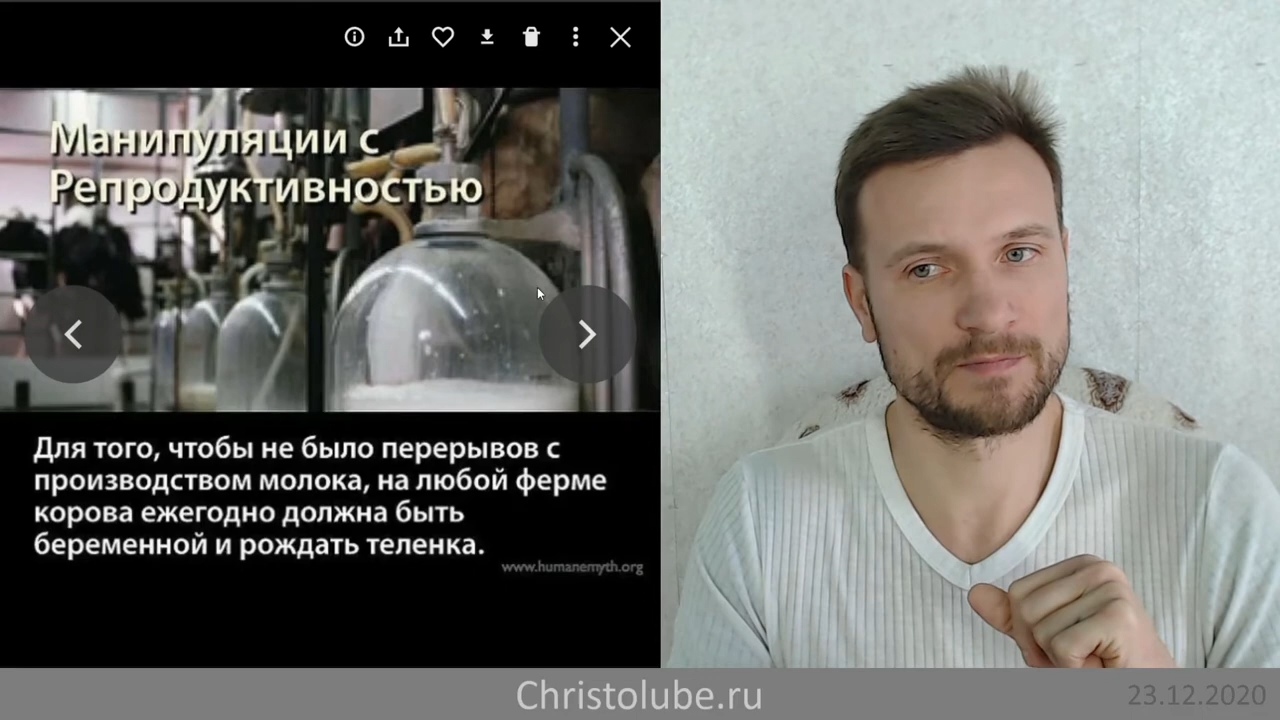 Манипуляции с
Репродуктивностью
Для того, чтобы не было перерывов с
производством молока, на любой ферме
корова ежегодно должна быть
беременной и рождать теленка.
www.humanemyth.org
Christolube.ru
23.12.2020